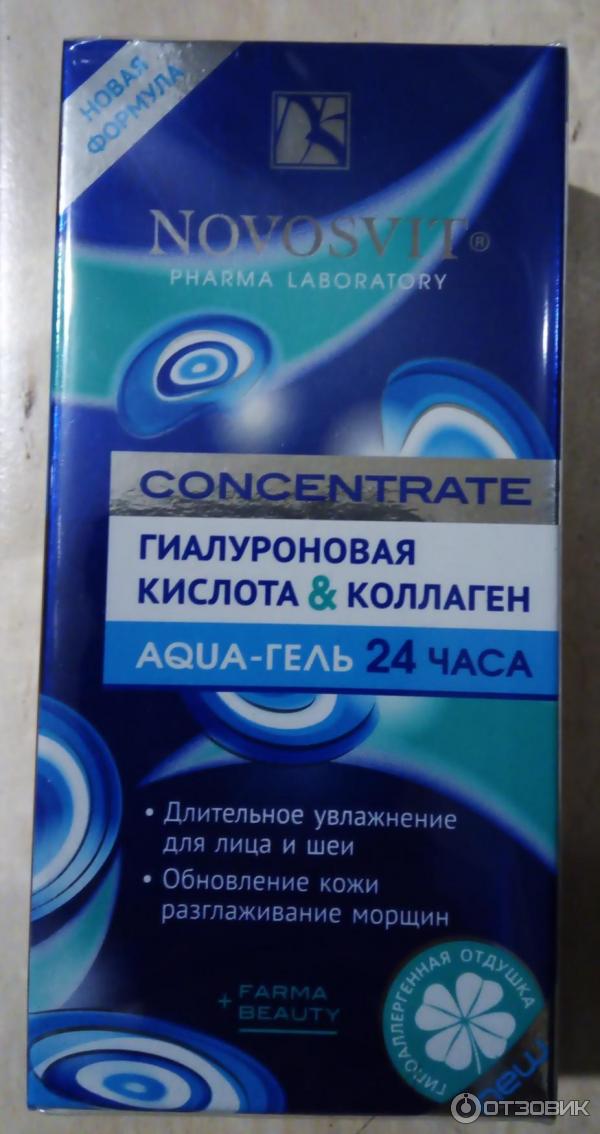 НОВАЯ
ФОРМУЛА
NOVOSVIT®
PHARMA LABORATORY
CONCENTRATE
ГИАЛУРОНОВАЯ
КИСЛОТА & КОЛЛАГЕН
AQUA-ГЕЛЬ 24 ЧАСА
• Длительное увлажнение
для лица и шеи
• Обновление кожи
разглаживание морщин
+ FARMA
BEAUTY
ГИПОАЛЛЕРГЕННАЯ ОТДУШКА
new
ОТЗОВИК